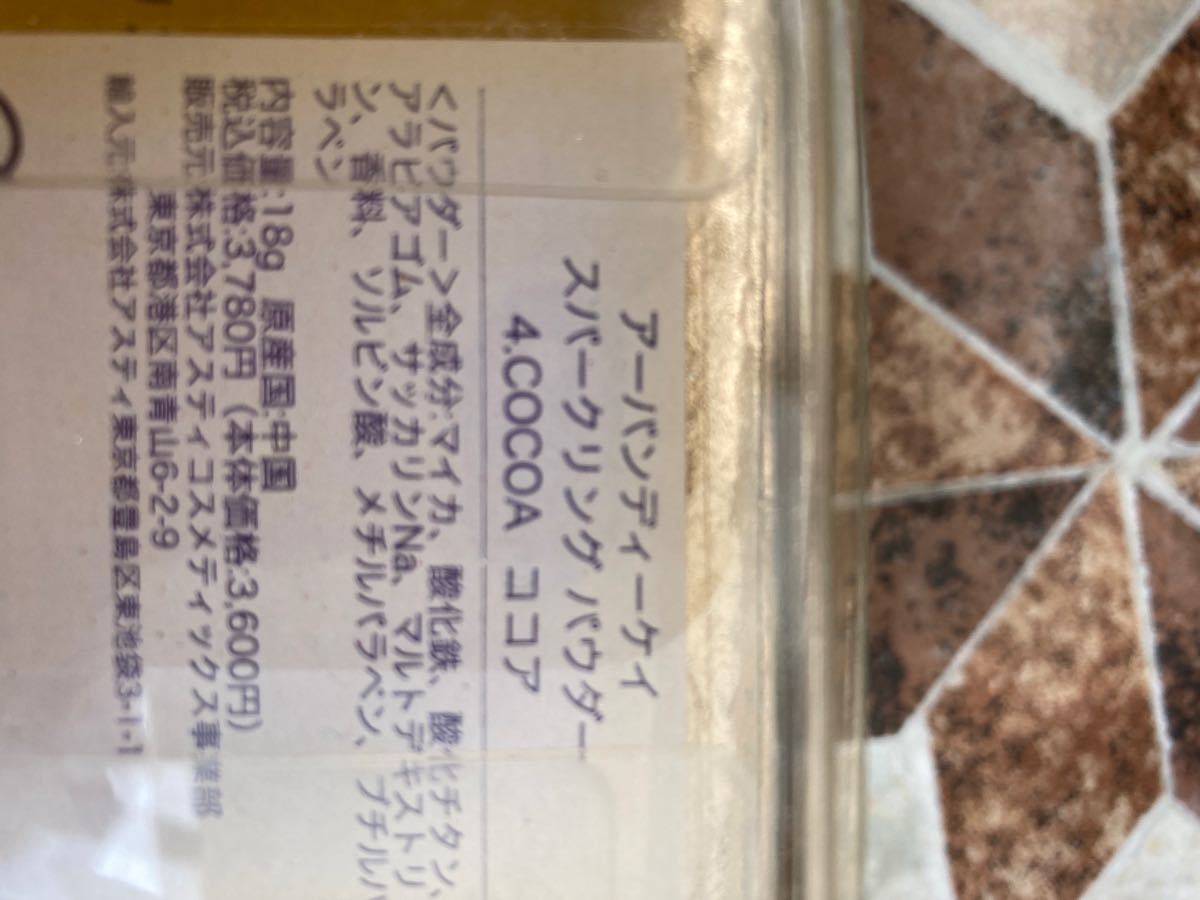 アーバンディーケイ
スパークリング パウダー
4.COCOA ココア
＜パウダー＞全成分:マイカ、酸化鉄、酸化チタン、
アラビアゴム、サッカリンNa、マルトデキストリ
ン、香料、ソルビン酸、メチルパラベン、ブチルパ
ラベン
内容量:18g 原産国:中国
税込価格:3,780円（本体価格:3,600円）
販売元:株式会社アスティコスメティックス事業部
東京都港区南青山6-2-9
輸入元:株式会社アスティ東京都豊島区東池袋3-1-1